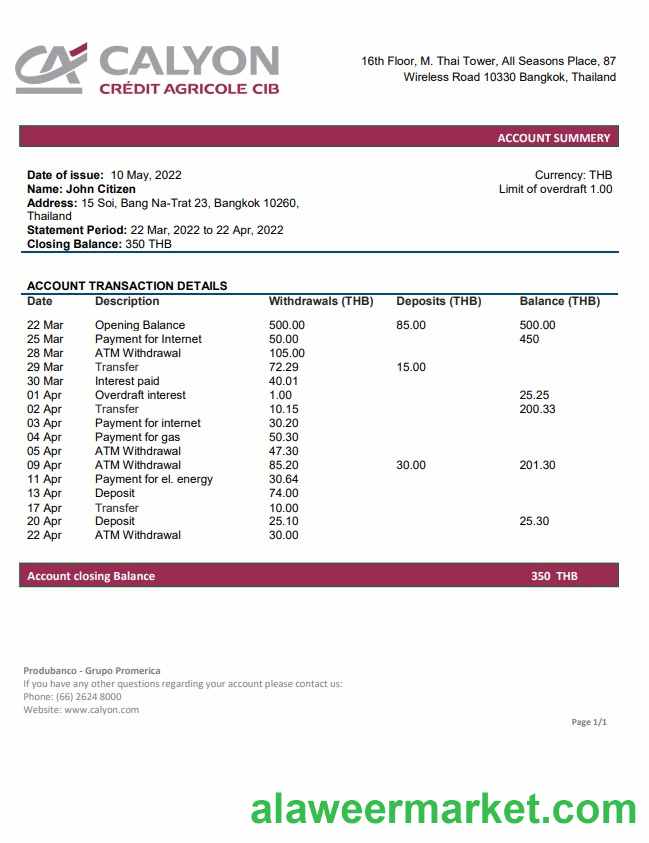 CALYON
CRÉDIT AGRICOLE CIB
16th Floor, M. Thai Tower, All Seasons Place, 87
Wireless Road 10330 Bangkok, Thailand
ACCOUNT SUMMERY
Date of issue: 10 May, 2022
Currency: THB
Name: John Citizen
Limit of overdraft 1.00
Address: 15 Soi, Bang Na-Trat 23, Bangkok 10260,
Thailand
Statement Period: 22 Mar, 2022 to 22 Apr, 2022
Closing Balance: 350 THB
ACCOUNT TRANSACTION DETAILS
Date Description Withdrawals (THB) Deposits (THB) Balance (THB)
22 Mar Opening Balance 500.00 85.00 500.00
25 Mar Payment for Internet 50.00 450
28 Mar ATM Withdrawal 105.00
29 Mar Transfer 72.29 15.00
30 Mar Interest paid 40.01
01 Apr Overdraft interest 1.00 25.25
02 Apr Transfer 10.15 200.33
03 Apr Payment for internet 30.20
04 Apr Payment for gas 50.30
05 Apr ATM Withdrawal 47.30
09 Apr ATM Withdrawal 85.20 30.00 201.30
11 Apr Payment for el. energy 30.64
13 Apr Deposit 74.00
17 Apr Transfer 10.00
20 Apr Deposit 25.10 25.30
22 Apr ATM Withdrawal 30.00
Account closing Balance 350 THB
Produbanco - Grupo Promerica
If you have any other questions regarding your account please contact us:
Phone: (66) 2624 8000
Website: www.calyon.com
Page 1/1
alaweermarket.com